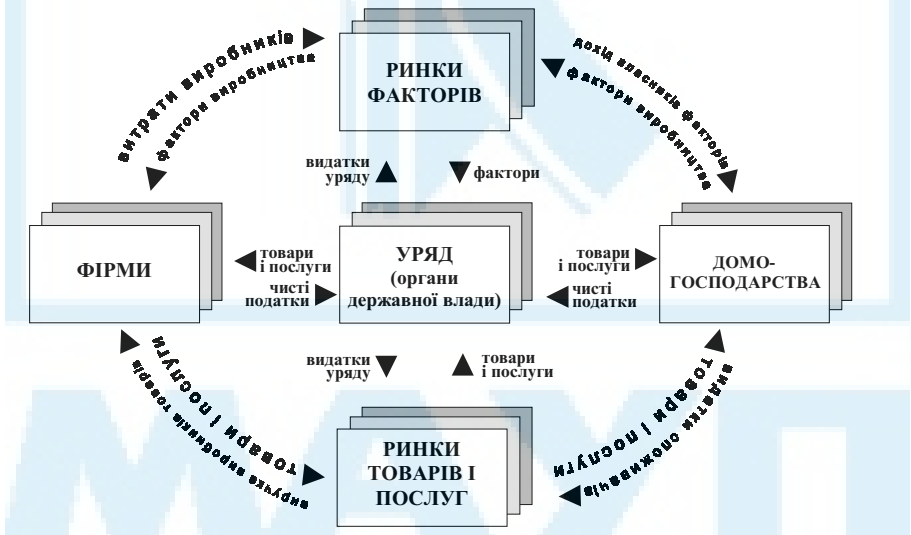 витрати виробників
фактори виробництва
РИНКИ
ФАКТОРІВ
дохід власників факторів
фактори виробництва
видатки
уряду
фактори
ФІРМИ
товари
і послуги
чисті
податки
УРЯД
(органи
державної влади)
товари
і послуги
чисті
податки
ДОМО-
ГОСПОДАРСТВА
видатки
уряду
товари
і послуги
товари і послуги
виручка виробників товарів
РИНКИ
ТОВАРІВ І
ПОСЛУГ
товари і послуги
видатки споживачів
МАУП